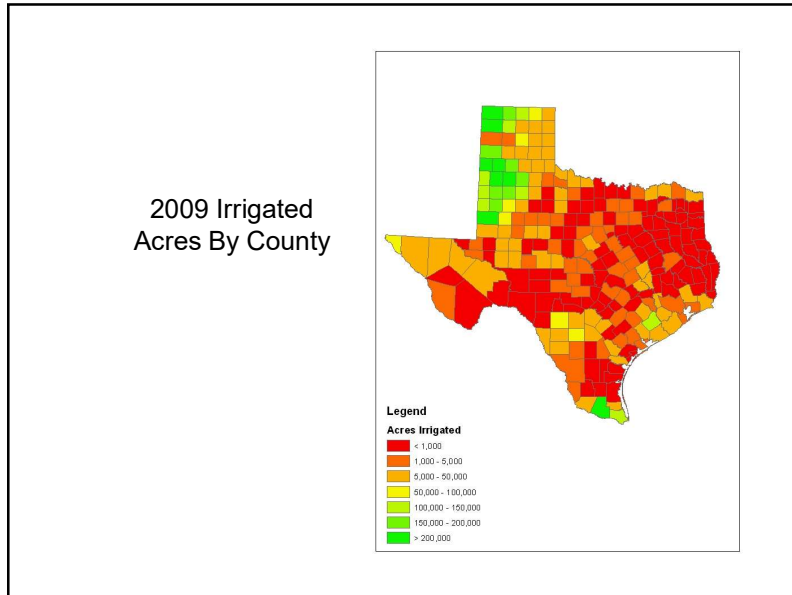 2009 Irrigated
Acres By County
Legend
Acres Irrigated
< 1,000
1,000 - 5,000
5,000 - 50,000
50,000 - 100,000
100,000 - 150,000
150,000 - 200,000
> 200,000